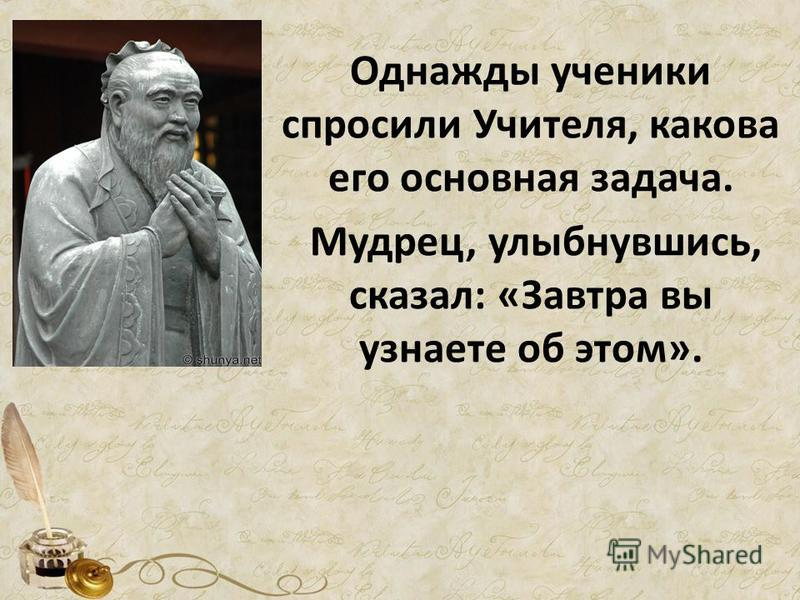 Однажды ученики
спросили Учителя, какова
его основная задача.
Мудрец, улыбнувшись,
сказал: «Завтра вы
узнаете об этом».
© shunya.net
MyShared